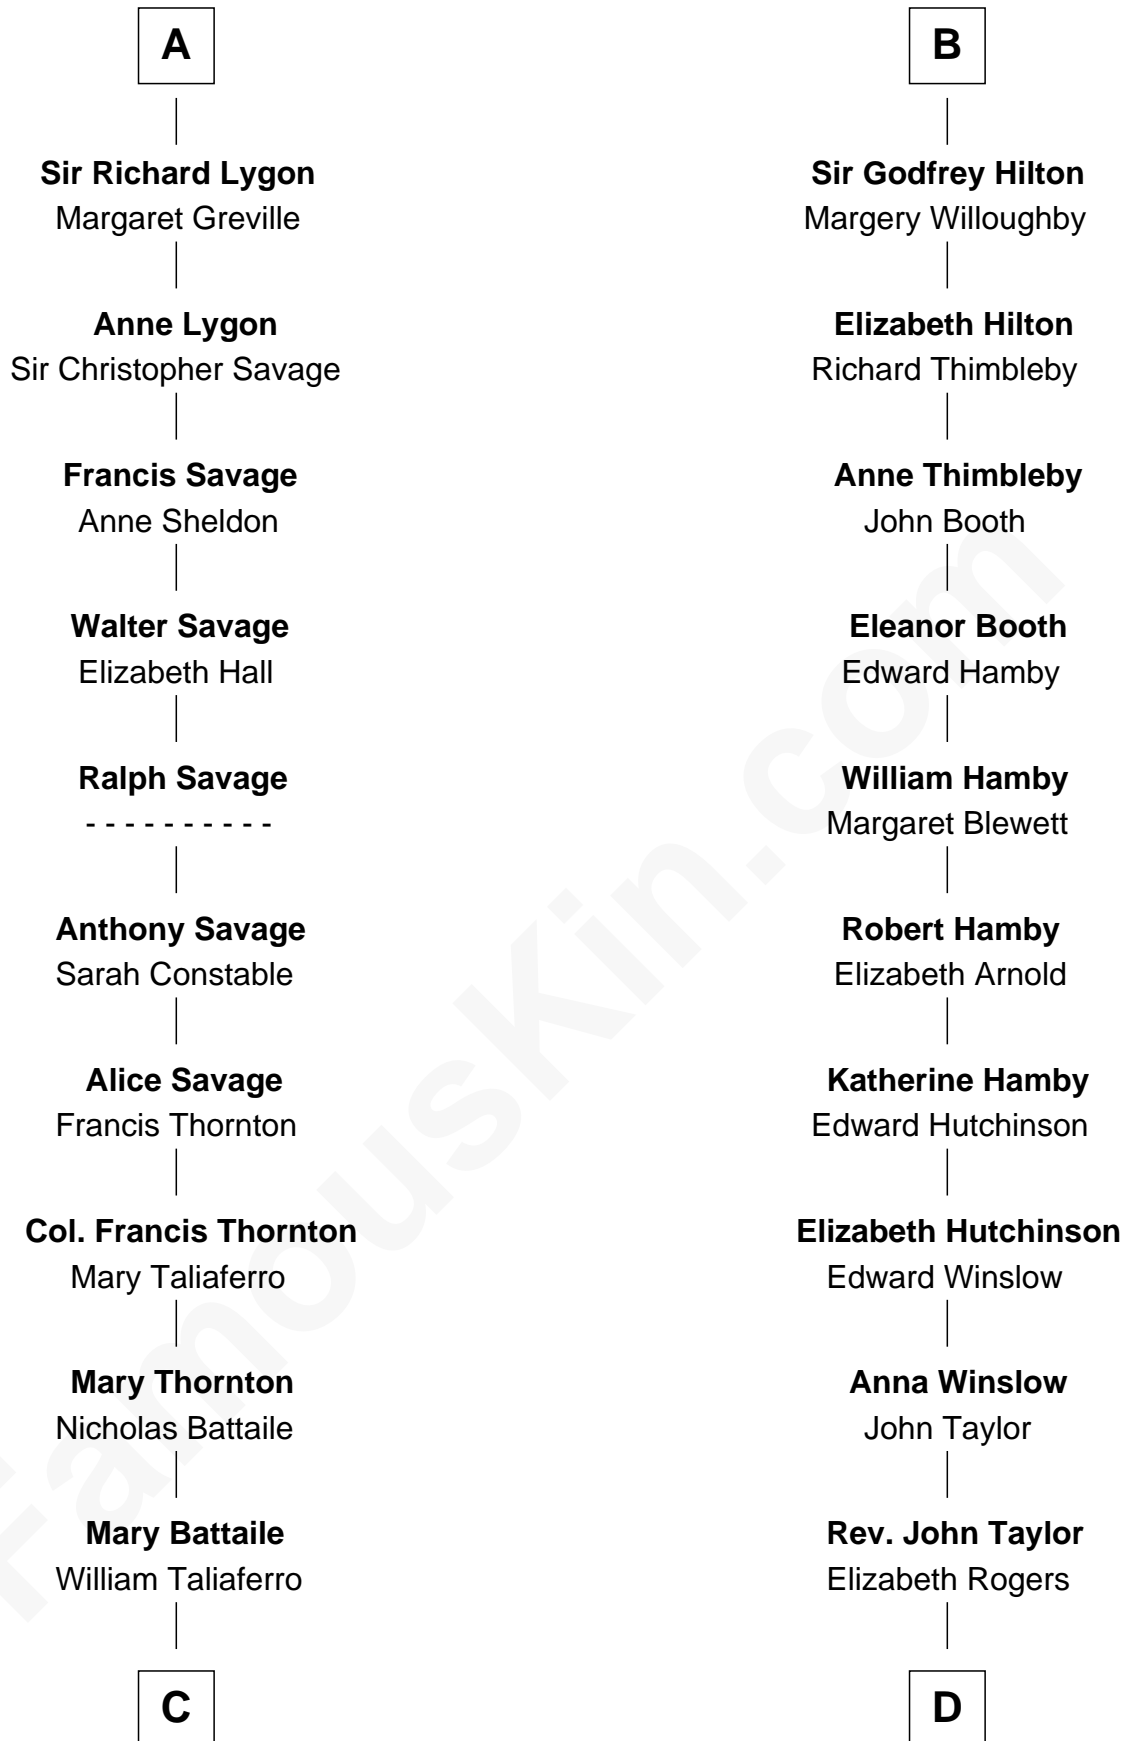 A
Sir Richard Lygon
Margaret Greville
Anne Lygon
Sir Christopher Savage
Francis Savage
Anne Sheldon
Walter Savage
Elizabeth Hall
Ralph Savage
- - - - - - - - - -
Anthony Savage
Sarah Constable
Alice Savage
Francis Thornton
Col. Francis Thornton
Mary Taliaferro
Mary Thornton
Nicholas Battaile
Mary Battaile
William Taliaferro
C
B
Sir Godfrey Hilton
Margery Willoughby
Elizabeth Hilton
Richard Thimbleby
Anne Thimbleby
John Booth
Eleanor Booth
Edward Hamby
William Hamby
Margaret Blewett
Robert Hamby
Elizabeth Arnold
Katherine Hamby
Edward Hutchinson
Elizabeth Hutchinson
Edward Winslow
Anna Winslow
John Taylor
Rev. John Taylor
Elizabeth Rogers
D
FamousKin.com